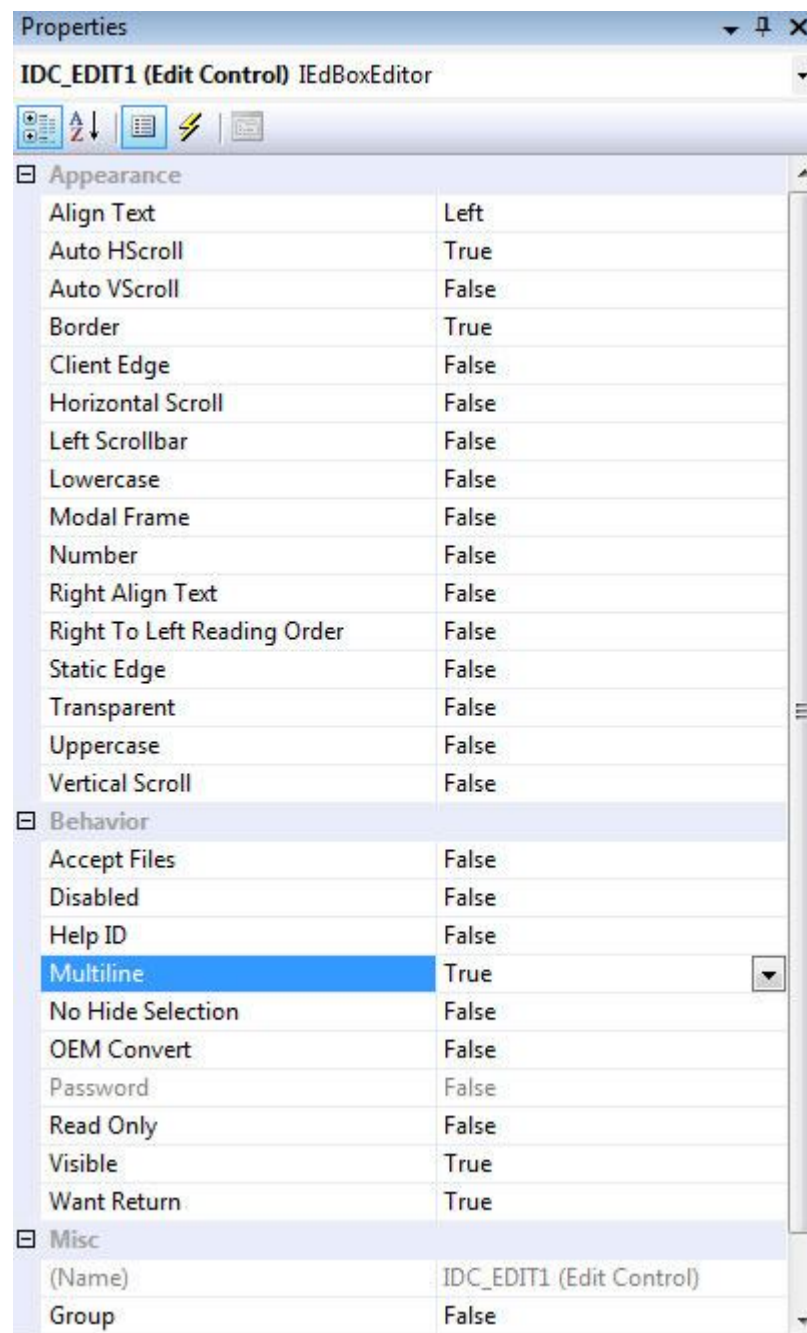 Properties
IDC_EDIT1 (Edit Control) IEdBoxEditor
Appearance
Align Text Left
Auto HScroll True
Auto VScroll False
Border True
Client Edge False
Horizontal Scroll False
Left Scrollbar False
Lowercase False
Modal Frame False
Number False
Right Align Text False
Right To Left Reading Order False
Static Edge False
Transparent False
Uppercase False
Vertical Scroll False
Behavior
Accept Files False
Disabled False
Help ID False
Multiline True
No Hide Selection False
OEM Convert False
Password False
Read Only False
Visible True
Want Return True
Misc
(Name) IDC_EDIT1 (Edit Control)
Group False